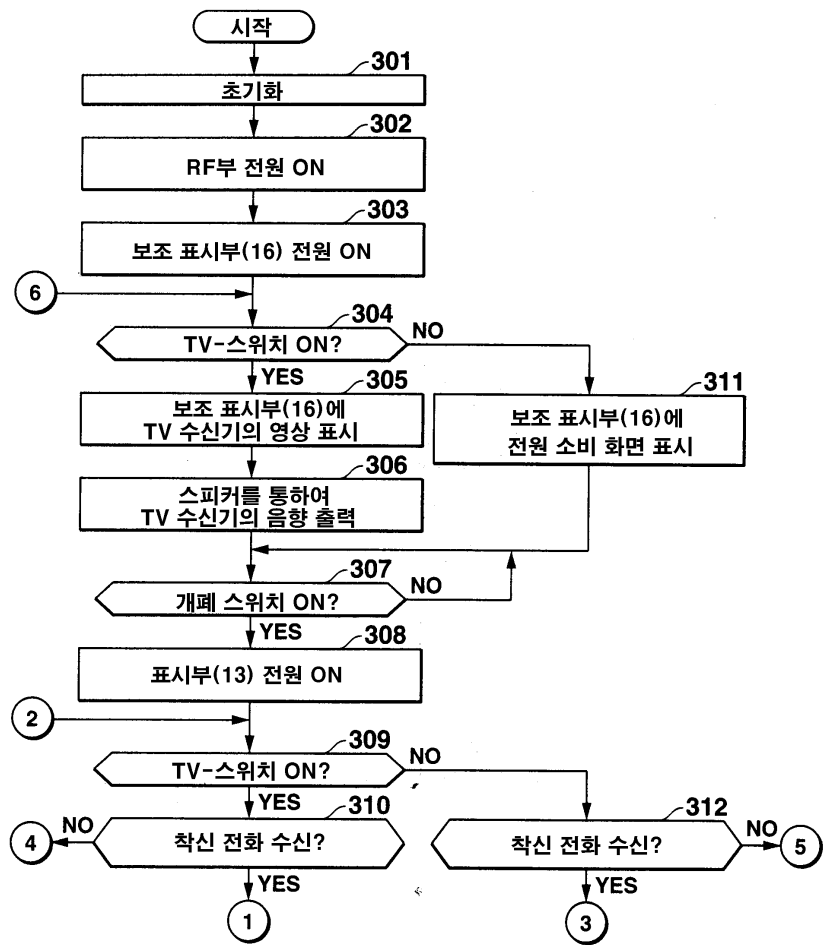 시작
301
초기화
302
RF부 전원 ON
303
보조 표시부(16) 전원 ON
6
304
TV-스위치 ON?
NO
YES
305
보조 표시부(16)에
TV 수신기의 영상 표시
311
보조 표시부(16)에
전원 소비 화면 표시
306
스피커를 통하여
TV 수신기의 음향 출력
307
개폐 스위치 ON?
NO
YES
308
표시부(13) 전원 ON
2
309
TV-스위치 ON?
NO
YES
310
착신 전화 수신?
NO
4
YES
1
312
착신 전화 수신?
NO
5
YES
3